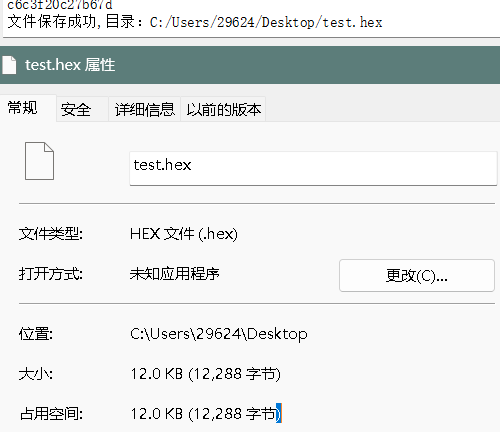 c6c3f20c27b67d
文件保存成功,目录：C:/Users/29624/Desktop/test.hex
test.hex 属性
常规 安全 详细信息 以前的版本
test.hex
文件类型: HEX 文件 (.hex)
打开方式: 未知应用程序 更改(C)...
位置: C:\Users\29624\Desktop
大小: 12.0 KB (12,288 字节)
占用空间: 12.0 KB (12,288 字节)